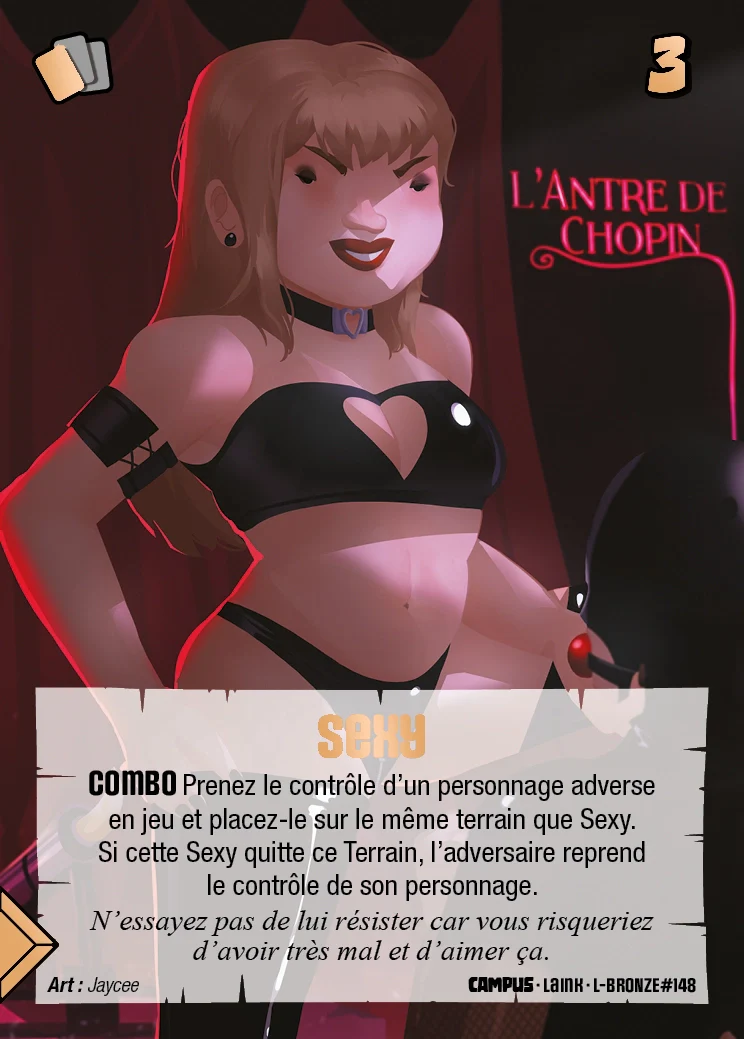 3
L'ANTRE DE
CHOPIN
Sexy
COMBO Prenez le contrôle d'un personnage adverse
en jeu et placez-le sur le même terrain que Sexy.
Si cette Sexy quitte ce Terrain, l'adversaire reprend
le contrôle de son personnage.
N'essayez pas de lui résister car vous risqueriez
d'avoir très mal et d'aimer ça.
Art : Jaycee
CAMPUS · LainK · L-BRONZE#148